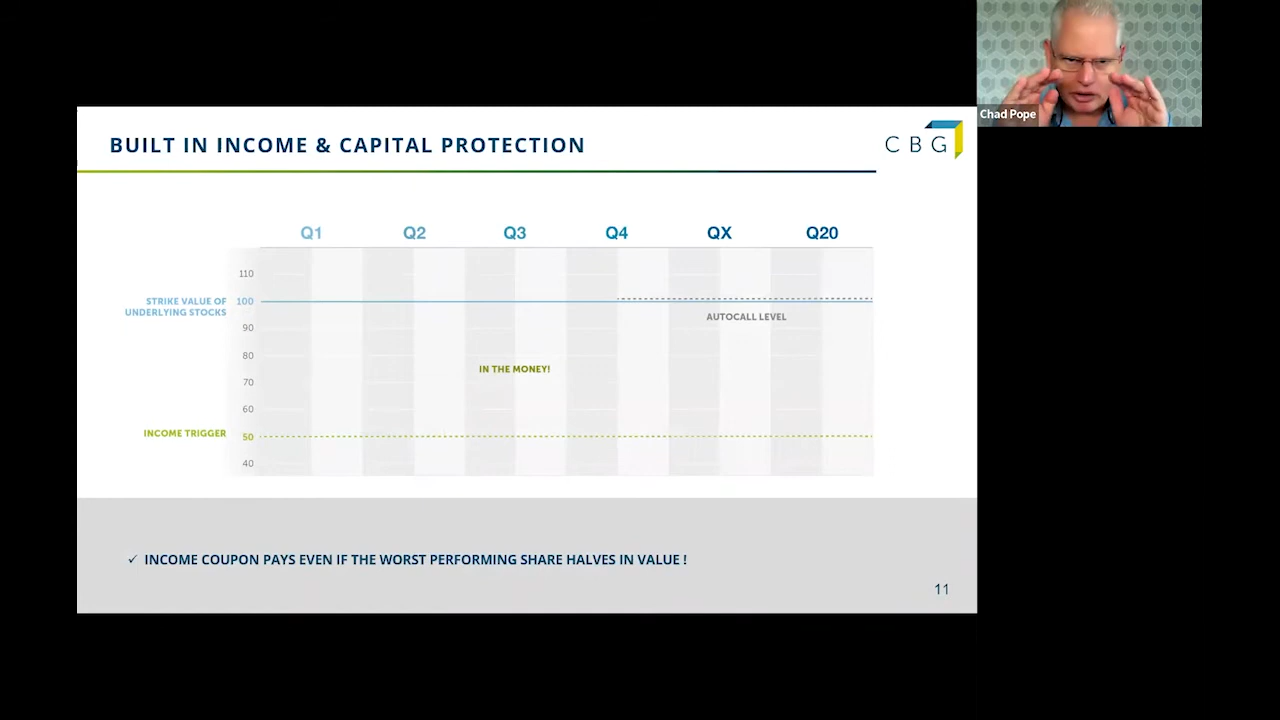 Chad Pope
BUILT IN INCOME & CAPITAL PROTECTION
C B G
Q1 Q2 Q3 Q4 QX Q20
110
STRIKE VALUE OF
UNDERLYING STOCKS
100
90
AUTOCALL LEVEL
80
IN THE MONEY!
70
60
INCOME TRIGGER 50
40
✓ INCOME COUPON PAYS EVEN IF THE WORST PERFORMING SHARE HALVES IN VALUE !
11